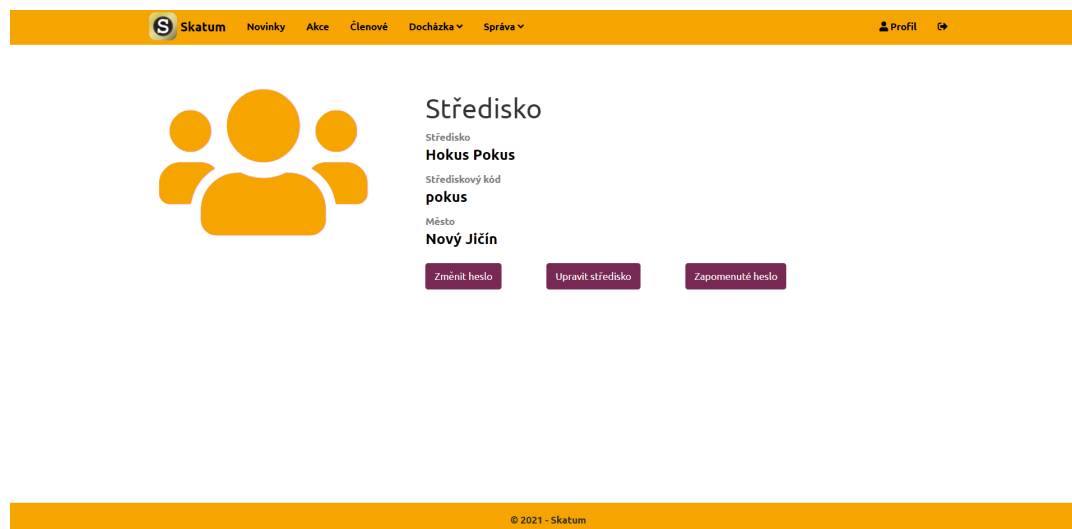 S Skatum Novinky Akce Členové Docházka Správa Profil
Středisko
Středisko
Hokus Pokus
Střediskový kód
pokus
Město
Nový Jičín
Změnit heslo Upravit středisko Zapomenuté heslo
© 2021 - Skatum